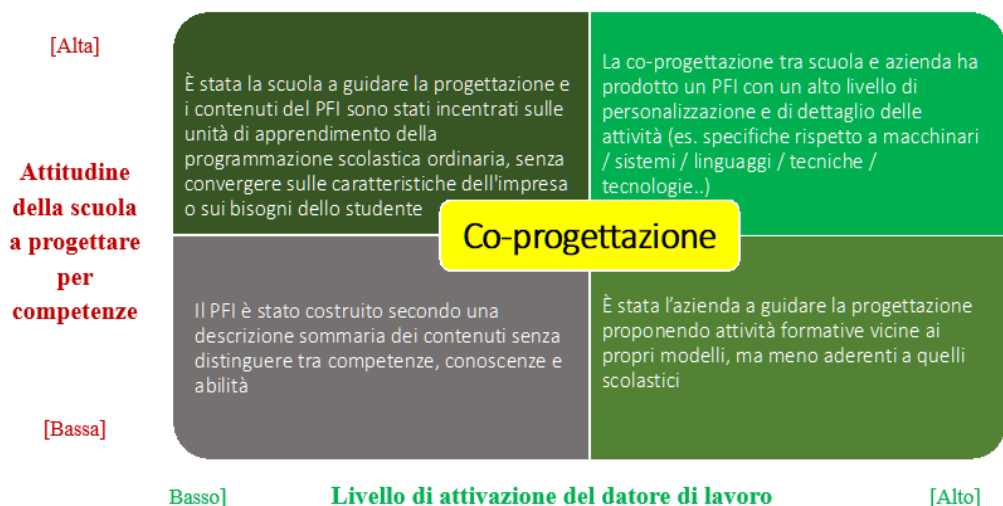 [Alta]
Attitudine
della scuola
a progettare
per
competenze
[Bassa]
È stata la scuola a guidare la progettazione e
i contenuti del PFI sono stati incentrati sulle
unità di apprendimento della
programmazione scolastica ordinaria, senza
convergere sulle caratteristiche dell'impresa
o sui bisogni dello studente
La co-progettazione tra scuola e azienda ha
prodotto un PFI con un alto livello di
personalizzazione e di dettaglio delle
attività (es. specifiche rispetto a macchinari
/ sistemi / linguaggi / tecniche /
tecnologie..)
Co-progettazione
Il PFI è stato costruito secondo una
descrizione sommaria dei contenuti senza
distinguere tra competenze, conoscenze e
abilità
È stata l’azienda a guidare la progettazione
proponendo attività formative vicine ai
propri modelli, ma meno aderenti a quelli
scolastici
Basso]
Livello di attivazione del datore di lavoro
[Alto]